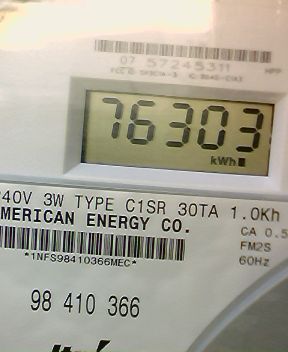 07 57245311
76303
kWh
240V 3W TYPE C1SR 30TA 1.0Kh
AMERICAN ENERGY CO.
CA 0.5
FM2S
60Hz
*1NFS98410366MEC*
98 410 366